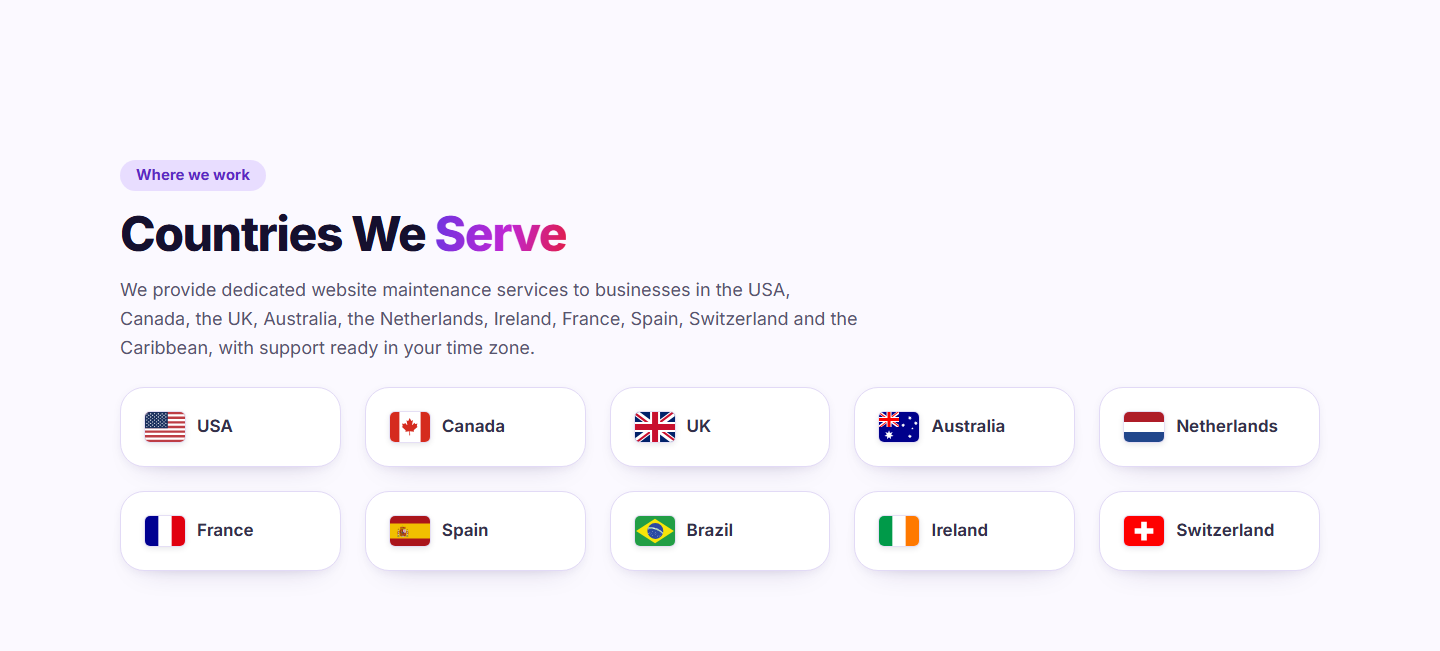 Where we work
Countries We Serve
We provide dedicated website maintenance services to businesses in the USA,
Canada, the UK, Australia, the Netherlands, Ireland, France, Spain, Switzerland and the
Caribbean, with support ready in your time zone.
USA
Canada
UK
Australia
Netherlands
France
Spain
Brazil
Ireland
Switzerland